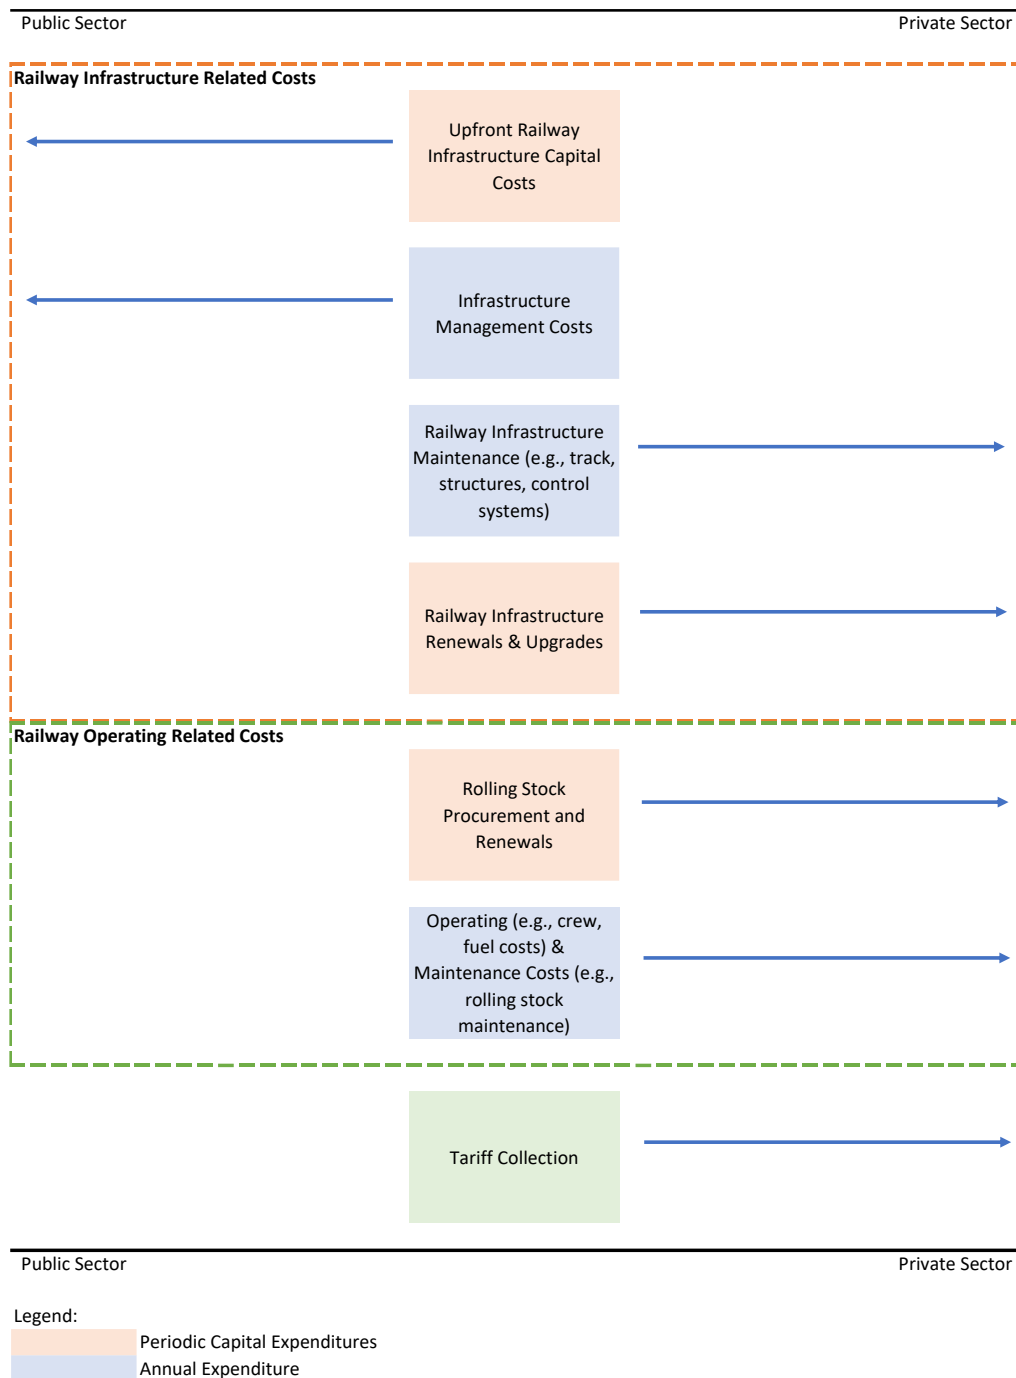 Public Sector
Private Sector
Railway Infrastructure Related Costs
Upfront Railway
Infrastructure Capital
Costs
Infrastructure
Management Costs
Railway Infrastructure
Maintenance (e.g., track,
structures, control
systems)
Railway Infrastructure
Renewals & Upgrades
Railway Operating Related Costs
Rolling Stock
Procurement and
Renewals
Operating (e.g., crew,
fuel costs) &
Maintenance Costs (e.g.,
rolling stock
maintenance)
Tariff Collection
Public Sector
Private Sector
Legend:
Periodic Capital Expenditures
Annual Expenditure